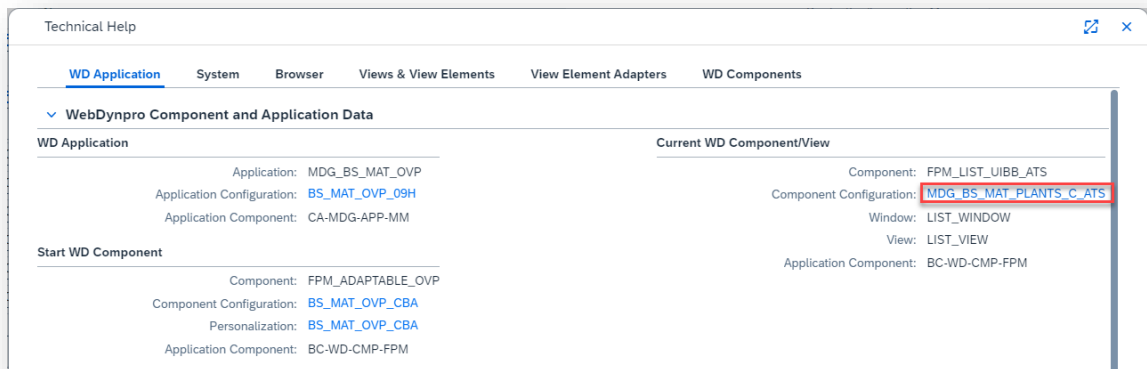 Technical Help
WD Application System Browser Views & View Elements View Element Adapters WD Components
WebDynpro Component and Application Data
WD Application
Application: MDG_BS_MAT_OVP
Application Configuration: BS_MAT_OVP_09H
Application Component: CA-MDG-APP-MM
Start WD Component
Component: FPM_ADAPTABLE_OVP
Component Configuration: BS_MAT_OVP_CBA
Personalization: BS_MAT_OVP_CBA
Application Component: BC-WD-CMP-FPM
Current WD Component/View
Component: FPM_LIST_UIBB_ATS
Component Configuration: MDG_BS_MAT_PLANTS_C_ATS
Window: LIST_WINDOW
View: LIST_VIEW
Application Component: BC-WD-CMP-FPM